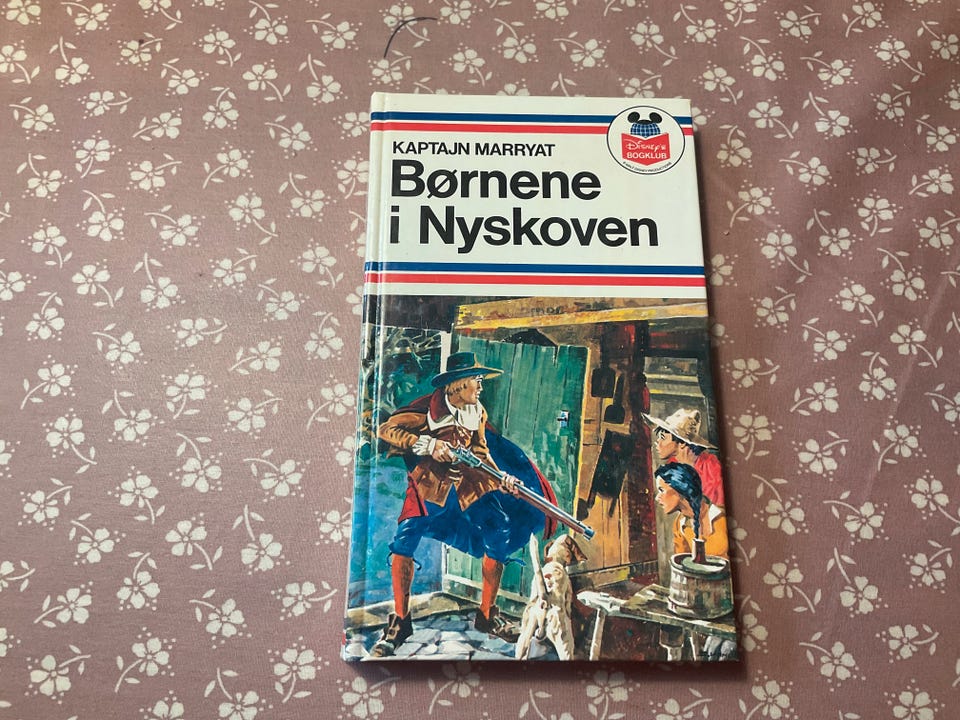 KAPTAJN MARRYAT
Børnene
i Nyskoven
Disney's
BOGKLUB